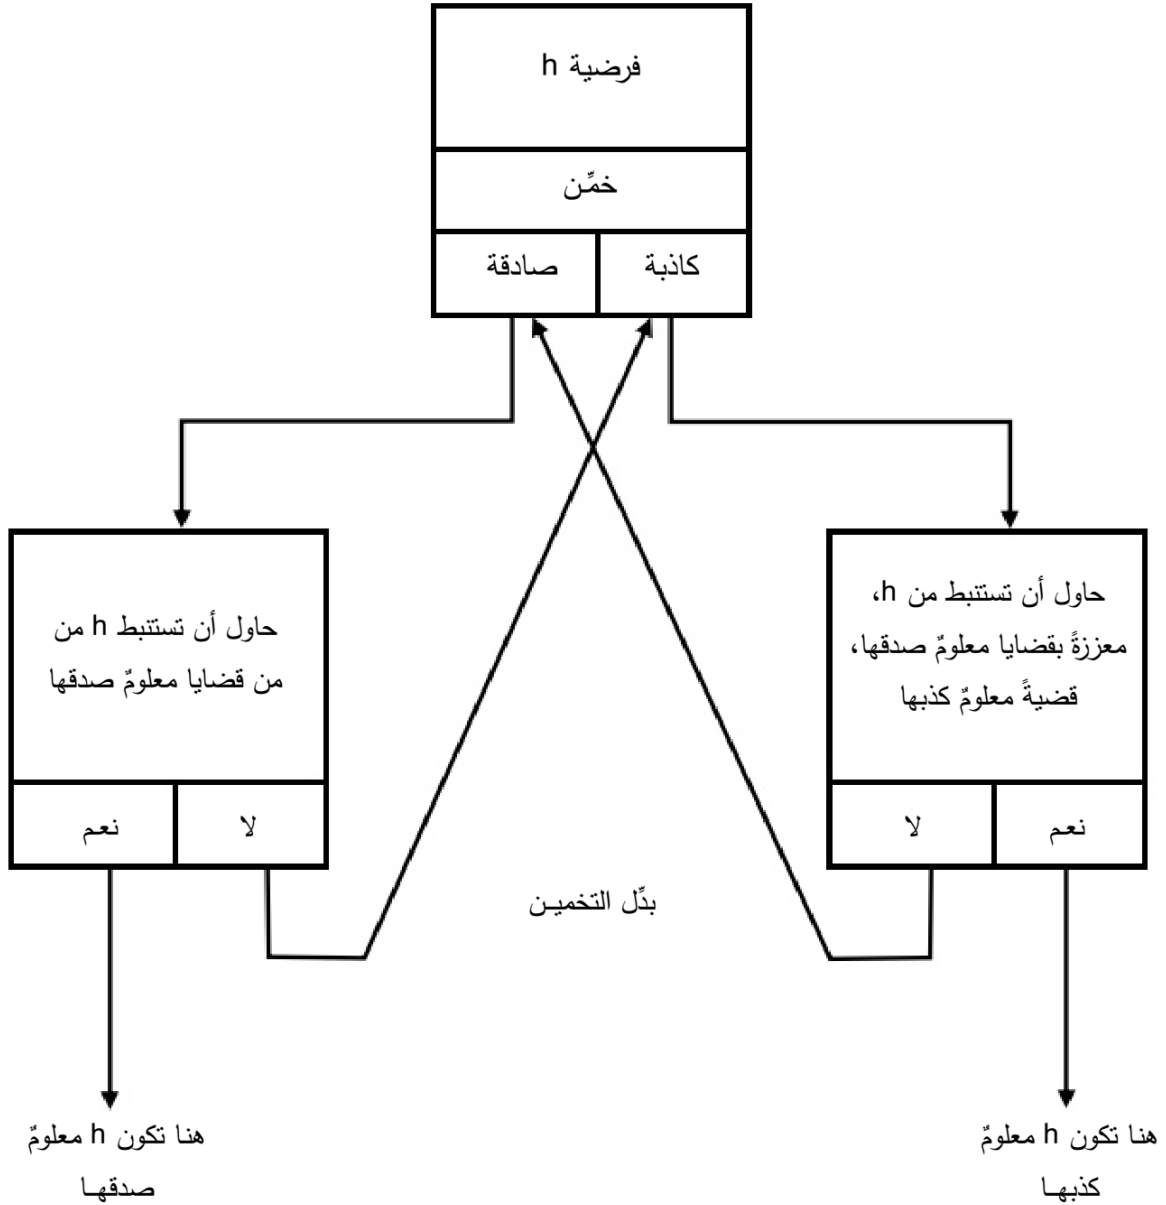 فرضية h
خمِّن
كاذبة
صادقة
حاول أن تستنبط من h،
معززةً بقضايا معلومٌ صدقها،
قضيةً معلومٌ كذبها
نعم
لا
حاول أن تستنبط h من
من قضايا معلومٌ صدقها
لا
نعم
بدِّل التخميـن
هنا تكون h معلومٌ
كذبهـا
هنا تكون h معلومٌ
صدقهـا